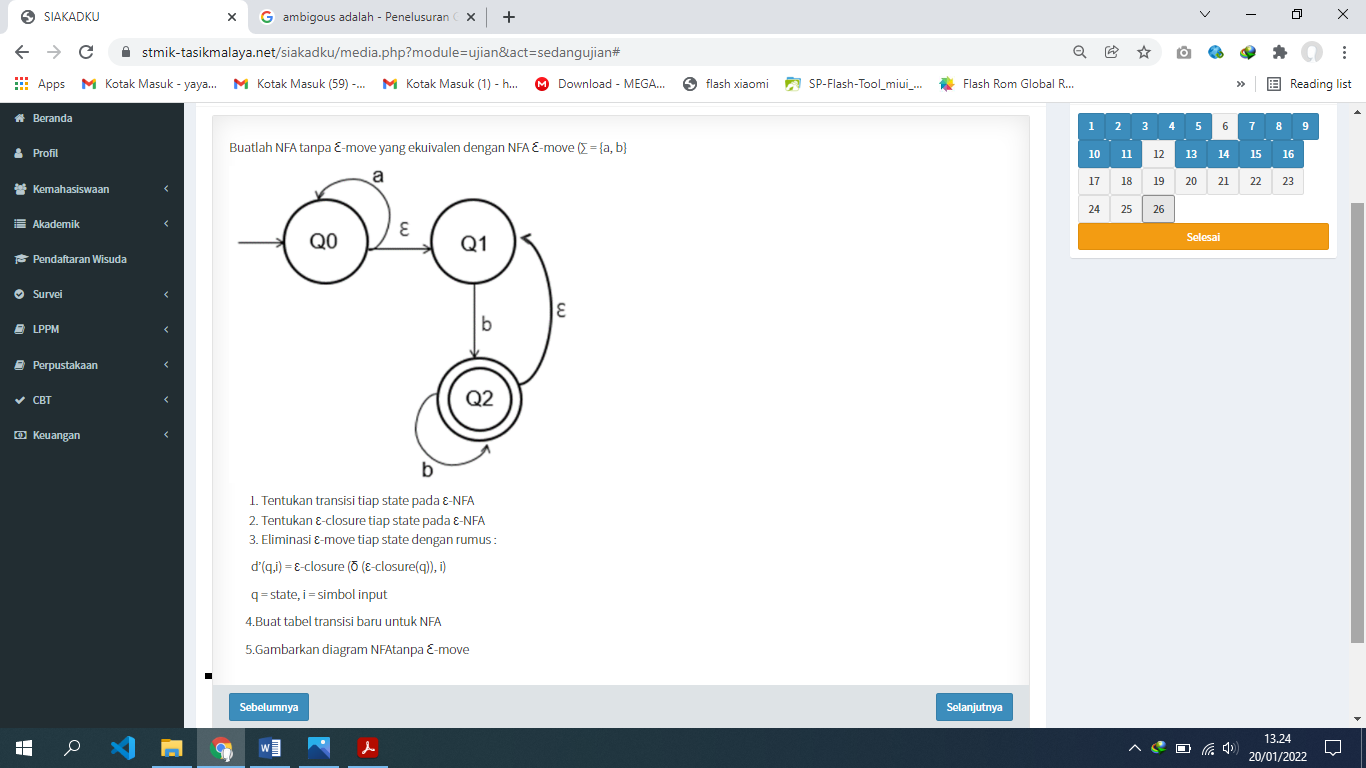 SIAKADKU
ambigous adalah - Penelusuran G
stmik-tasikmalaya.net/siakadku/media.php?module=ujian&act=sedangujian#
Apps Kotak Masuk - yaya... Kotak Masuk (59) -... Kotak Masuk (1) - h... Download - MEGA... flash xiaomi SP-Flash-Tool_miui_... Flash Rom Global R... » Reading list
Beranda
Profil
Kemahasiswaan
Akademik
Pendaftaran Wisuda
Survei
LPPM
Perpustakaan
CBT
Keuangan
Buatlah NFA tanpa Ɛ-move yang ekuivalen dengan NFA Ɛ-move (∑ = {a, b}
a
Q0
ε
Q1
b
ε
Q2
b
1. Tentukan transisi tiap state pada ε-NFA
2. Tentukan ε-closure tiap state pada ε-NFA
3. Eliminasi ε-move tiap state dengan rumus :
d’(q,i) = ε-closure (δ (ε-closure(q)), i)
q = state, i = simbol input
4.Buat tabel transisi baru untuk NFA
5.Gambarkan diagram NFAtanpa Ɛ-move
Sebelumnya
Selanjutnya
1 2 3 4 5 6 7 8 9
10 11 12 13 14 15 16
17 18 19 20 21 22 23
24 25 26
Selesai
13.24
20/01/2022